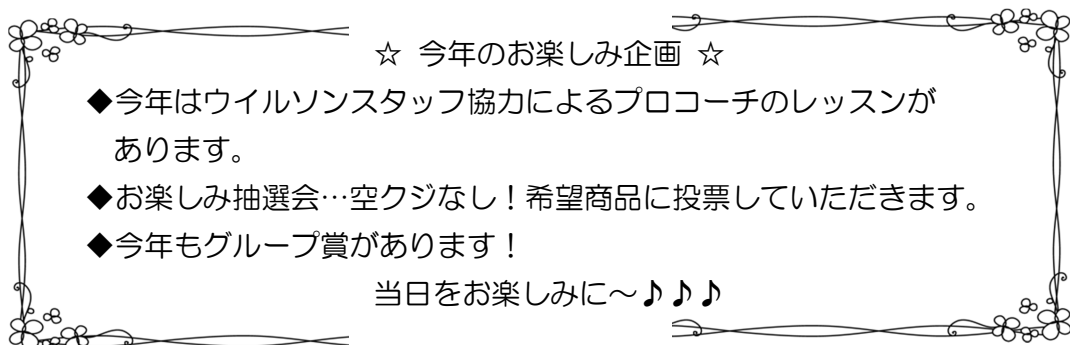 ☆ 今年のお楽しみ企画 ☆
◆今年はウイルソンスタッフ協力によるプロコーチのレッスンが
あります。
◆お楽しみ抽選会…空クジなし!希望商品に投票していただきます。
◆今年もグループ賞があります!
当日をお楽しみに~♪♪♪